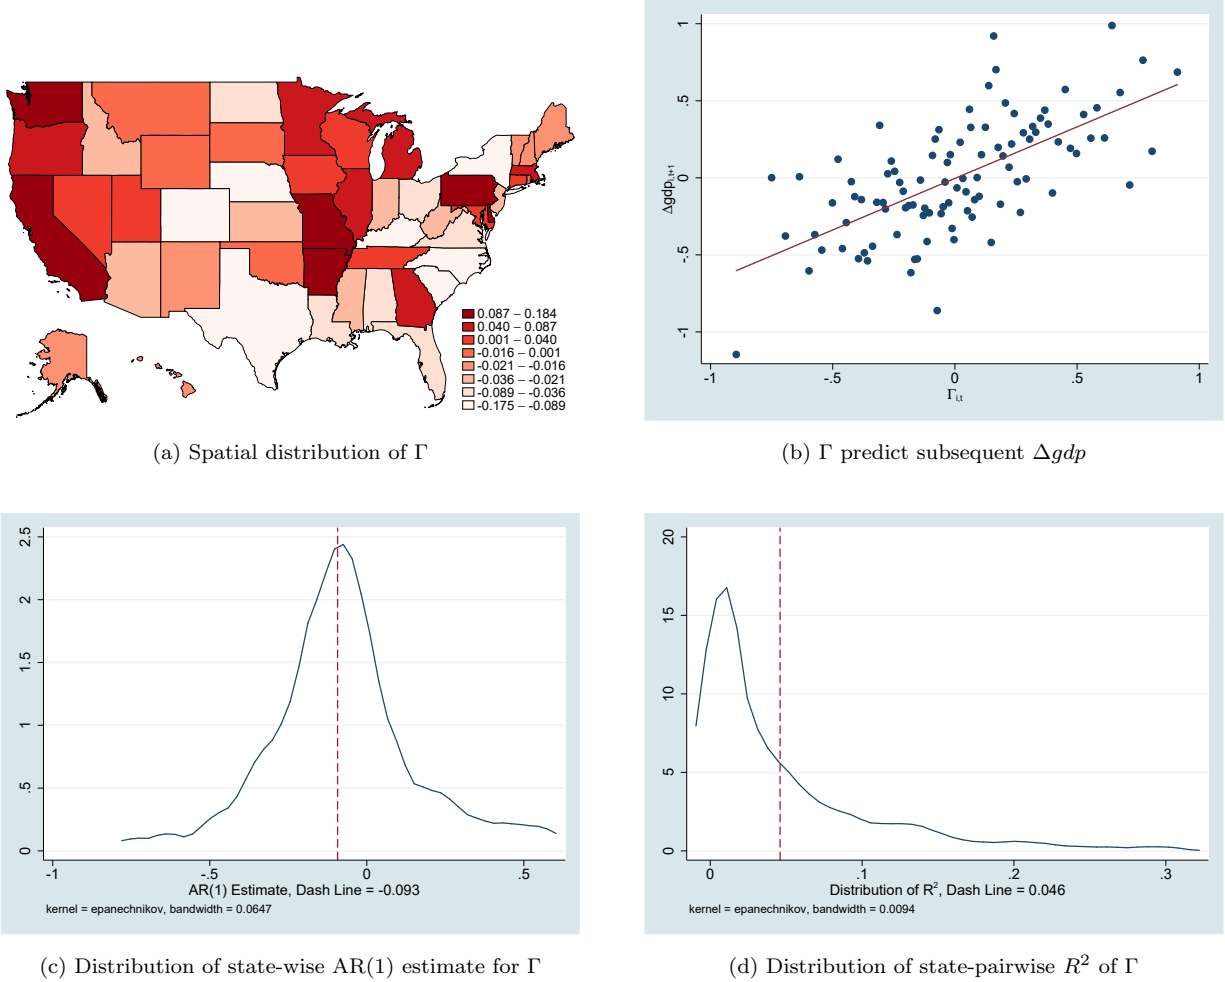 0.087 – 0.184
0.040 – 0.087
0.001 – 0.040
-0.016 – 0.001
-0.021 – -0.016
-0.036 – -0.021
-0.089 – -0.036
-0.175 – -0.089
(a) Spatial distribution of Γ
1
.5
0
-.5
-1
Δgdp_{i,t+1}
-1 -.5 0 .5 1
Γ_{i,t}
(b) Γ predict subsequent Δgdp
2.5
2
1.5
1
.5
0
-1 -.5 0 .5
AR(1) Estimate, Dash Line = -0.093
kernel = epanechnikov, bandwidth = 0.0647
(c) Distribution of state-wise AR(1) estimate for Γ
20
15
10
5
0
0 .1 .2 .3
Distribution of R², Dash Line = 0.046
kernel = epanechnikov, bandwidth = 0.0094
(d) Distribution of state-pairwise R² of Γ